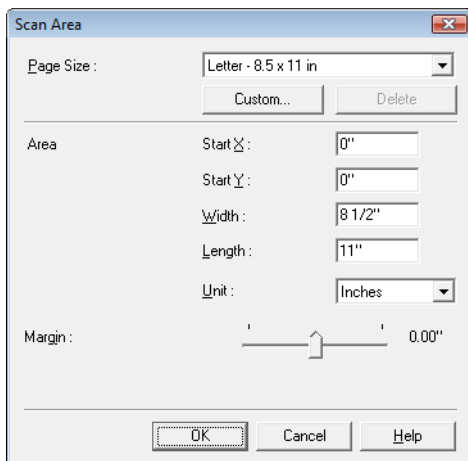 Scan Area
Page Size : Letter - 8.5 x 11 in
Custom... Delete
Area Start X : 0"
Start Y : 0"
Width : 8 1/2"
Length : 11"
Unit : Inches
Margin : 0.00"
OK Cancel Help